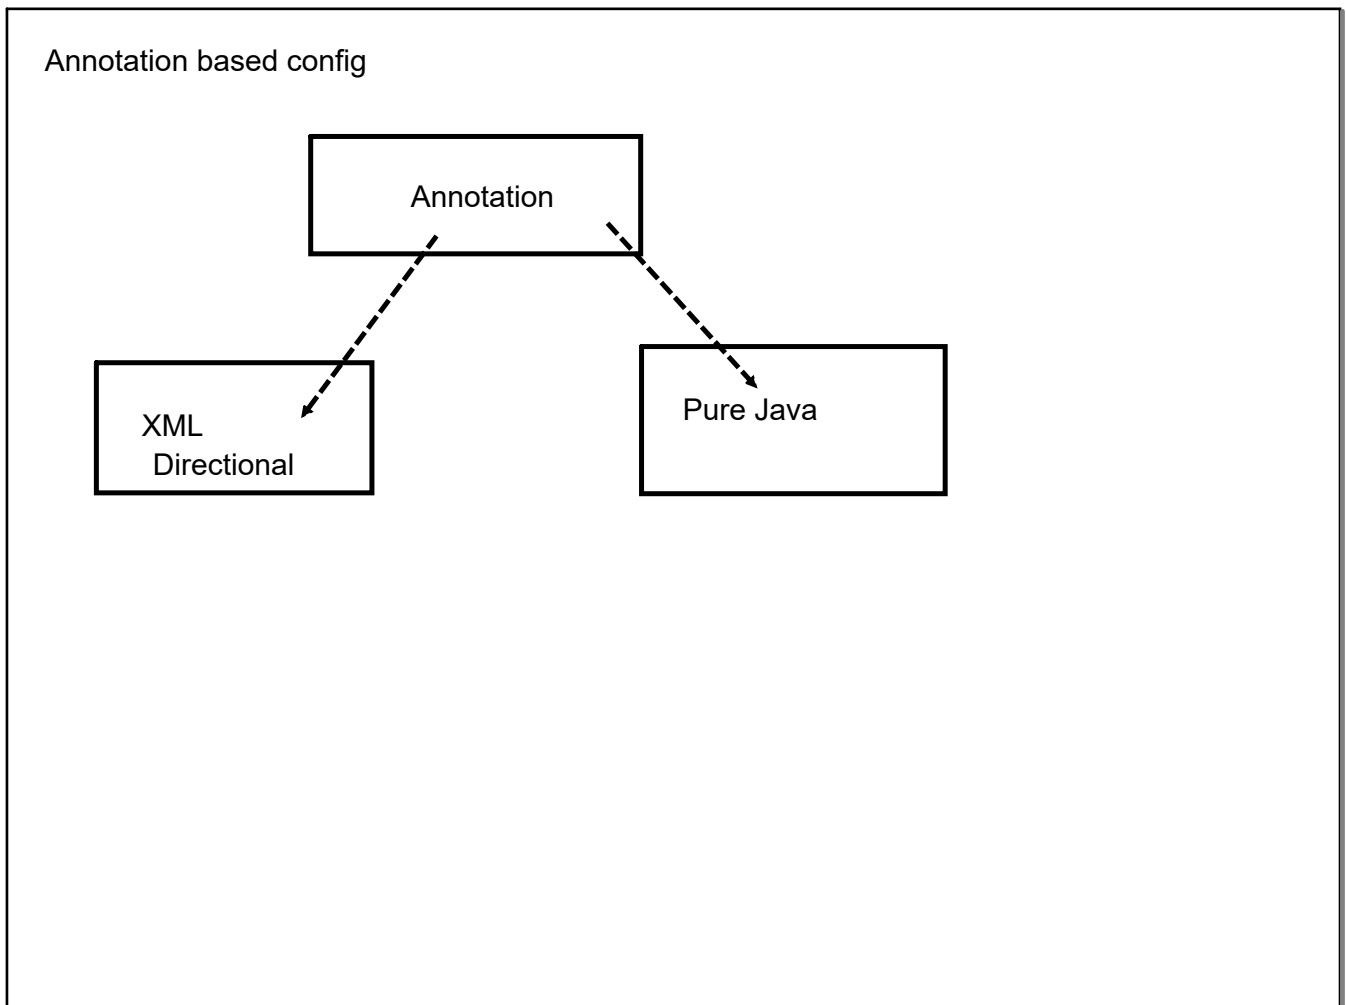 Annotation based config
Annotation
XML
Directional
Pure Java